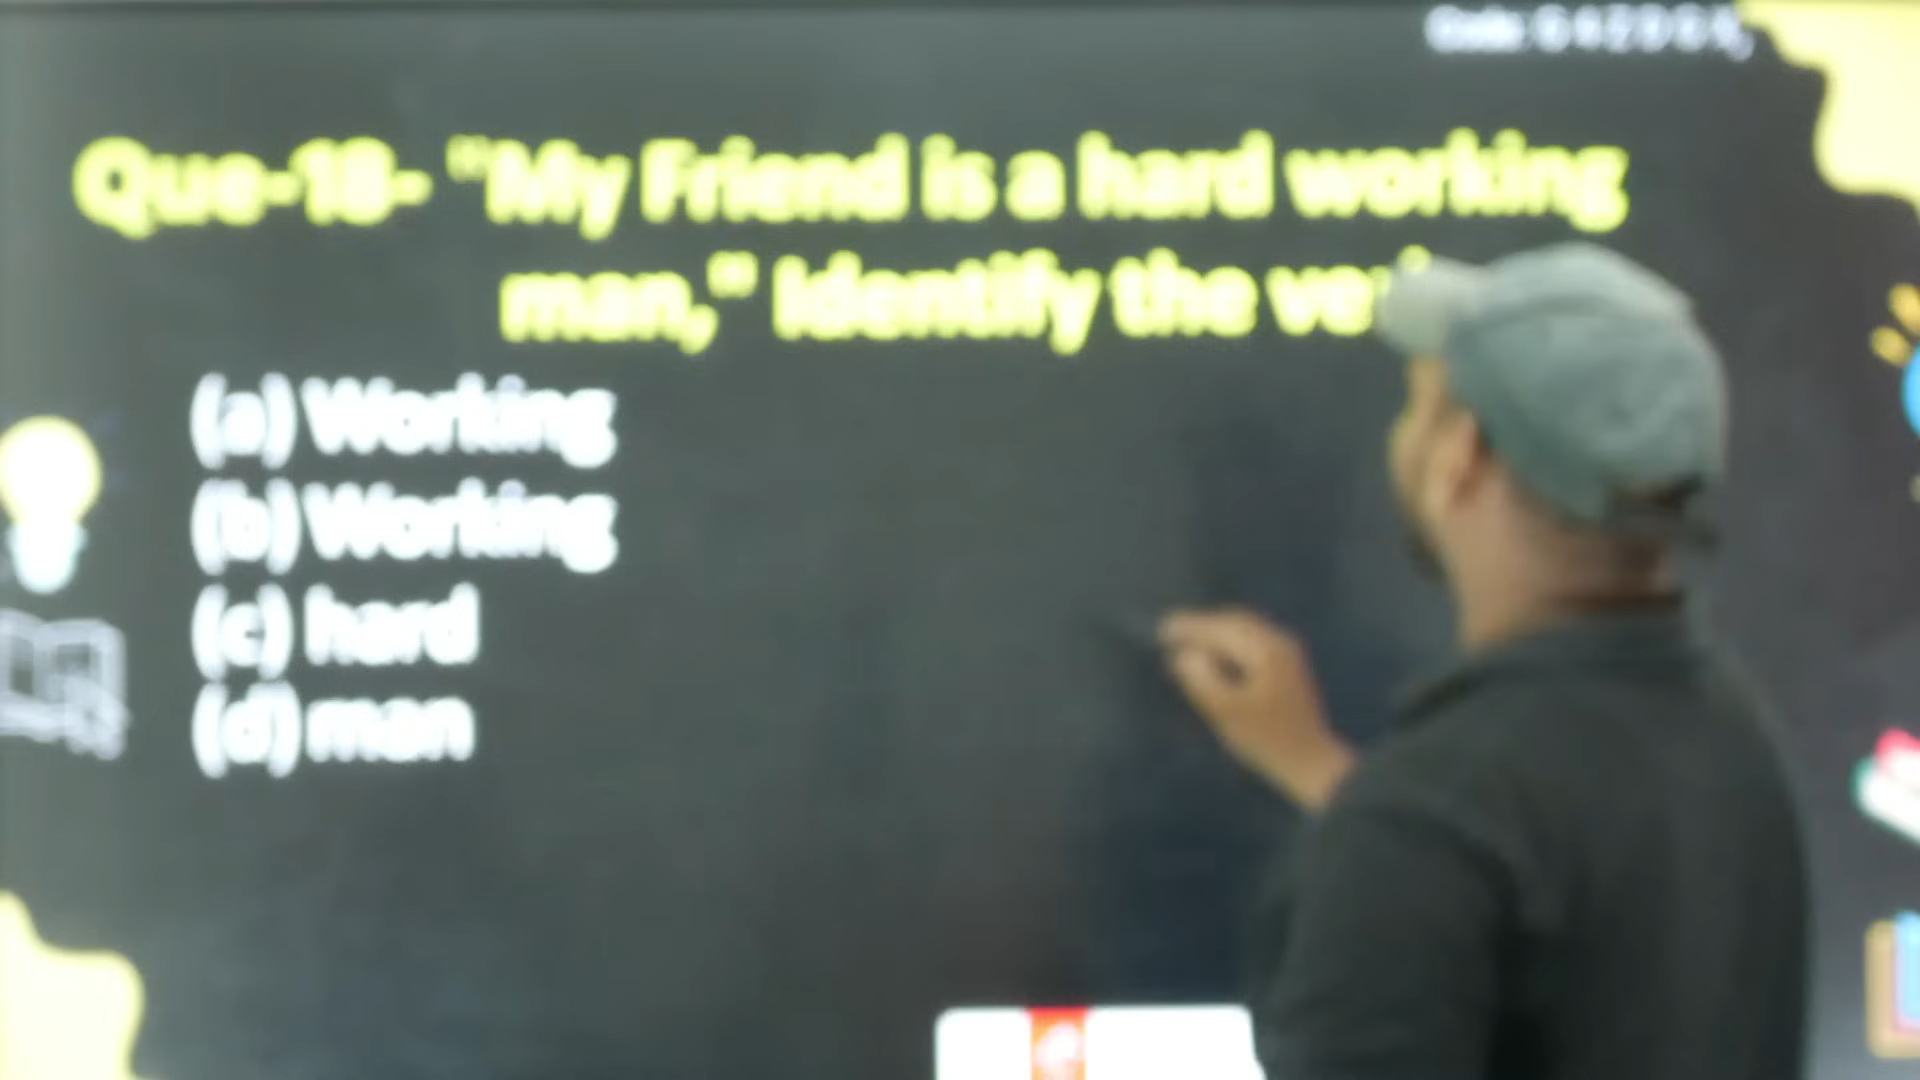 Que-18- "My Friend is a hard working
man," Identify the
(a) Working
(b) Working
(c) hard
(d) man